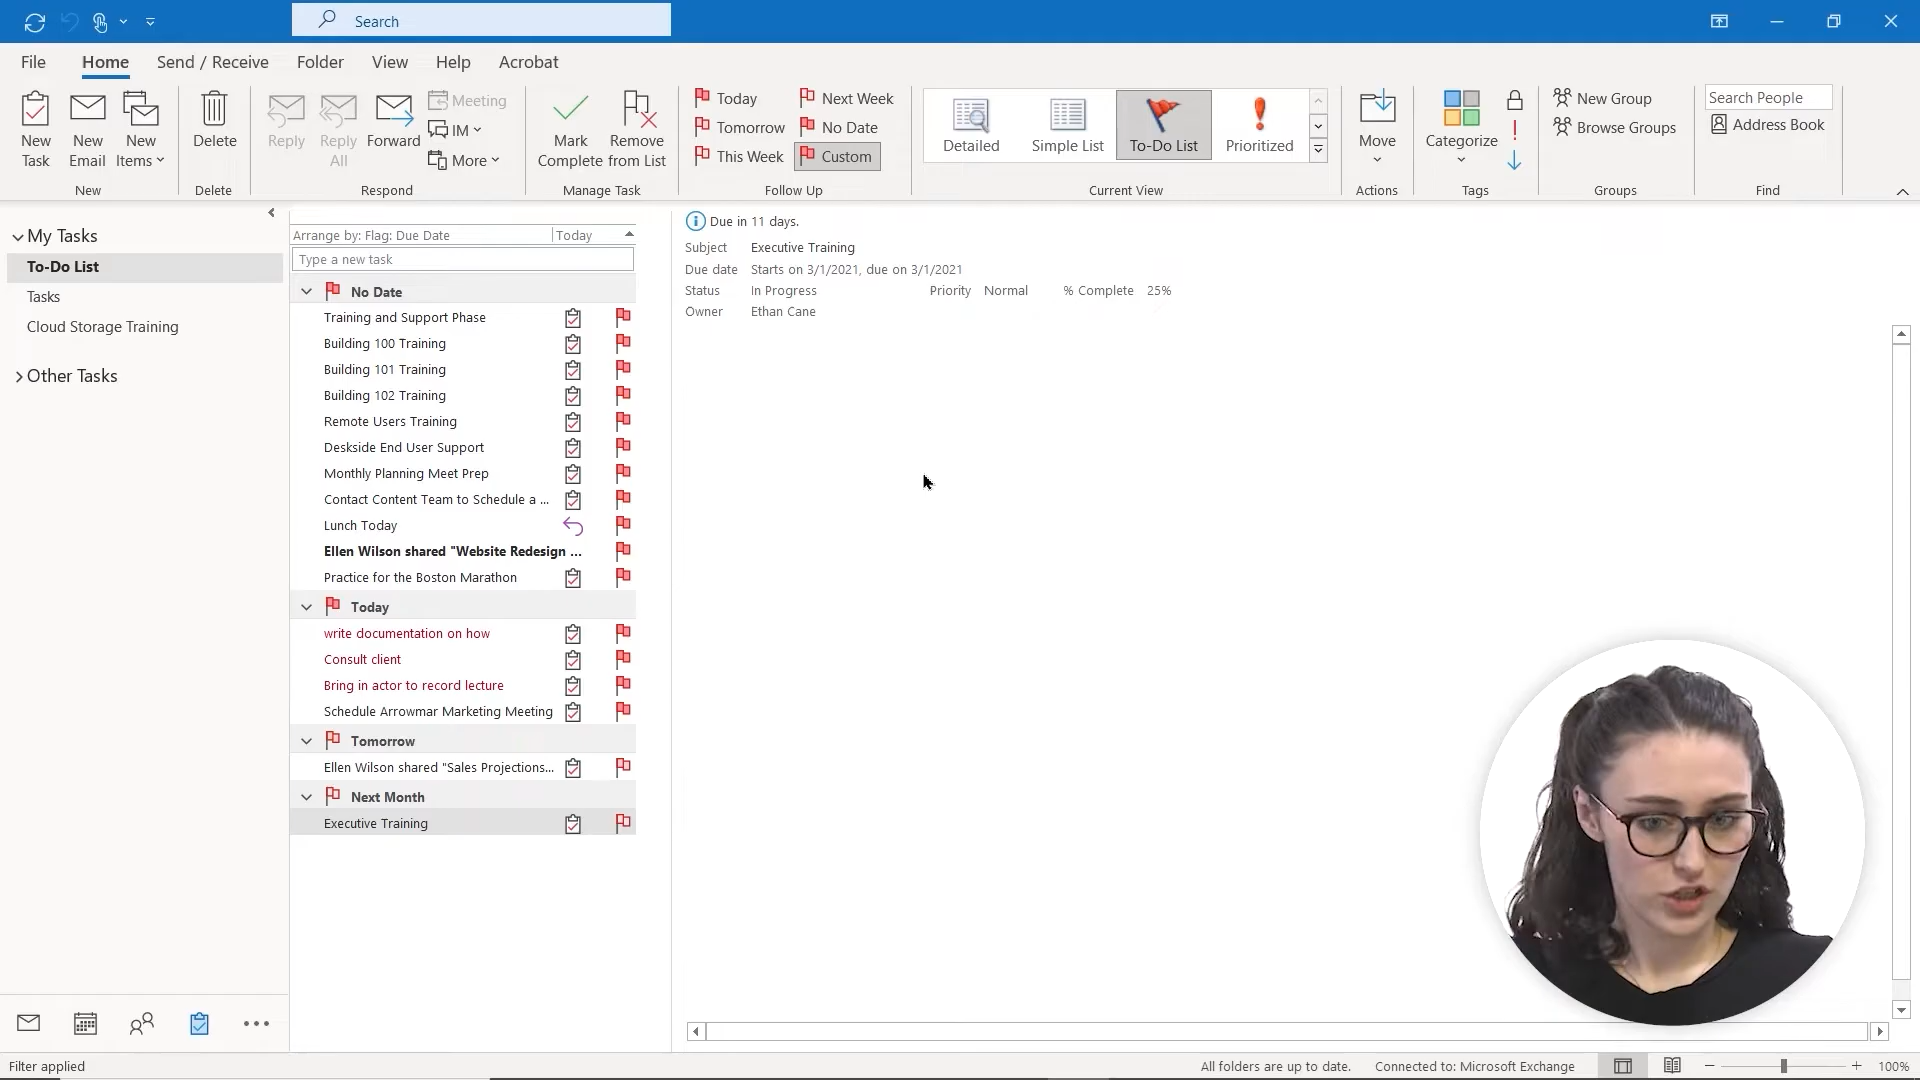 Search
File Home Send / Receive Folder View Help Acrobat
New Task
New Email
New Items
New
Delete
Delete
Reply
Reply All
Forward
Meeting
IM
More
Respond
Mark Complete
Remove from List
Manage Task
Today
Tomorrow
This Week
Next Week
No Date
Custom
Follow Up
Detailed
Simple List
To-Do List
Prioritized
Current View
Move
Actions
Categorize
Tags
New Group
Browse Groups
Groups
Search People
Address Book
Find
My Tasks
To-Do List
Tasks
Cloud Storage Training
Other Tasks
Arrange by: Flag: Due Date Today
Type a new task
No Date
Training and Support Phase
Building 100 Training
Building 101 Training
Building 102 Training
Remote Users Training
Deskside End User Support
Monthly Planning Meet Prep
Contact Content Team to Schedule a ...
Lunch Today
Ellen Wilson shared "Website Redesign ...
Practice for the Boston Marathon
Today
write documentation on how
Consult client
Bring in actor to record lecture
Schedule Arrowmar Marketing Meeting
Tomorrow
Ellen Wilson shared "Sales Projections...
Next Month
Executive Training
Due in 11 days.
Subject Executive Training
Due date Starts on 3/1/2021, due on 3/1/2021
Status In Progress Priority Normal % Complete 25%
Owner Ethan Cane
Filter applied
All folders are up to date. Connected to: Microsoft Exchange 100%